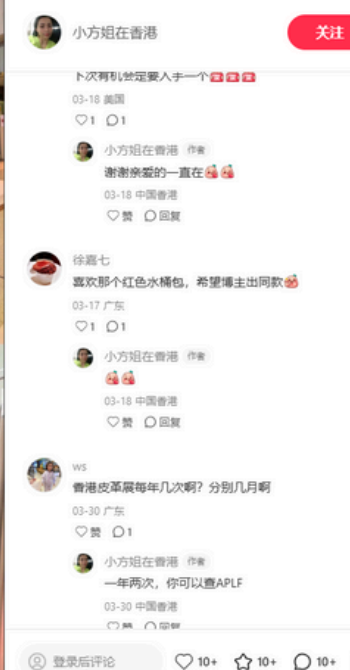 小方姐在香港
关注
下次有机会是要入手一个
03-18 美国
1 1
小方姐在香港 作者
谢谢亲爱的一直在
03-18 中国香港
赞 回复
徐嘉七
喜欢那个红色水桶包，希望博主出同款
03-17 广东
1 1
小方姐在香港 作者
03-18 中国香港
赞 回复
ws
香港皮革展每年几次啊？分别几月啊
03-30 广东
赞 1
小方姐在香港 作者
一年两次，你可以查APLF
03-30 中国香港
赞 回复
登录后评论
10+ 10+ 10+